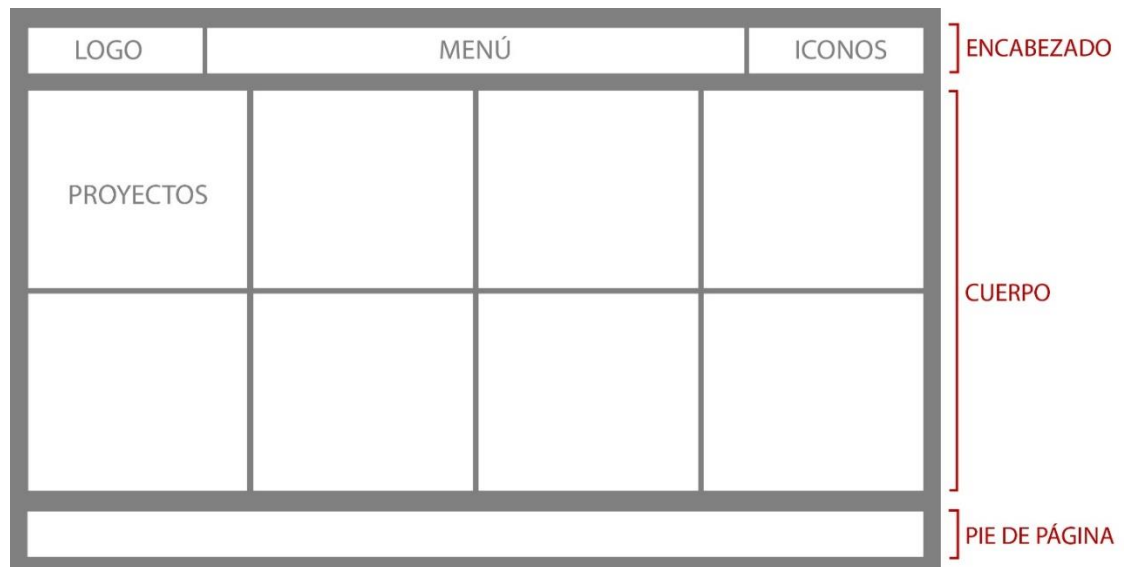 LOGO
MENÚ
ICONOS
ENCABEZADO
PROYECTOS
CUERPO
PIE DE PÁGINA